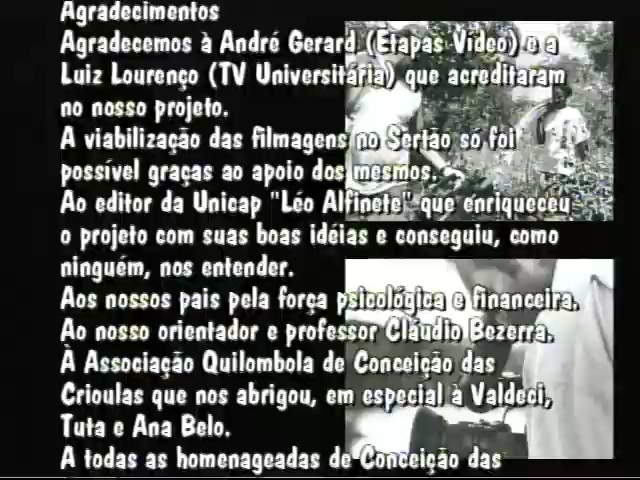 Agradecimentos
Agradecemos à André Gerard (Etapas Vídeo) e a
Luiz Lourenço (TV Universitária) que acreditaram
no nosso projeto.
A viabilização das filmagens no Sertão só foi
possível graças ao apoio dos mesmos.
Ao editor da Unicap "Léo Alfinete" que enriqueceu
o projeto com suas boas idéias e conseguiu, como
ninguém, nos entender.
Aos nossos pais pela força psicológica e financeira.
Ao nosso orientador e professor Cláudio Bezerra.
À Associação Quilombola de Conceição das
Crioulas que nos abrigou, em especial à Valdeci,
Tuta e Ana Belo.
A todas as homenageadas de Conceição das